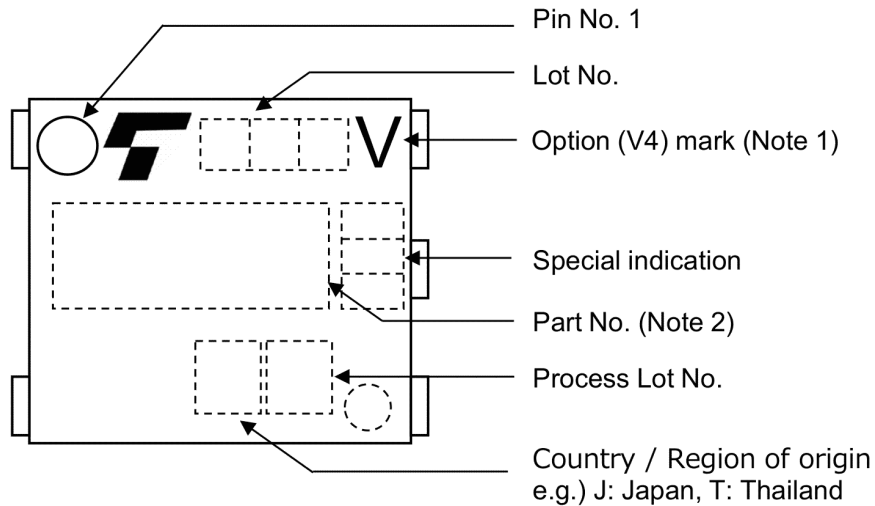 Pin No. 1
Lot No.
V
Option (V4) mark (Note 1)
Special indication
Part No. (Note 2)
Process Lot No.
Country / Region of origin
e.g.) J: Japan, T: Thailand